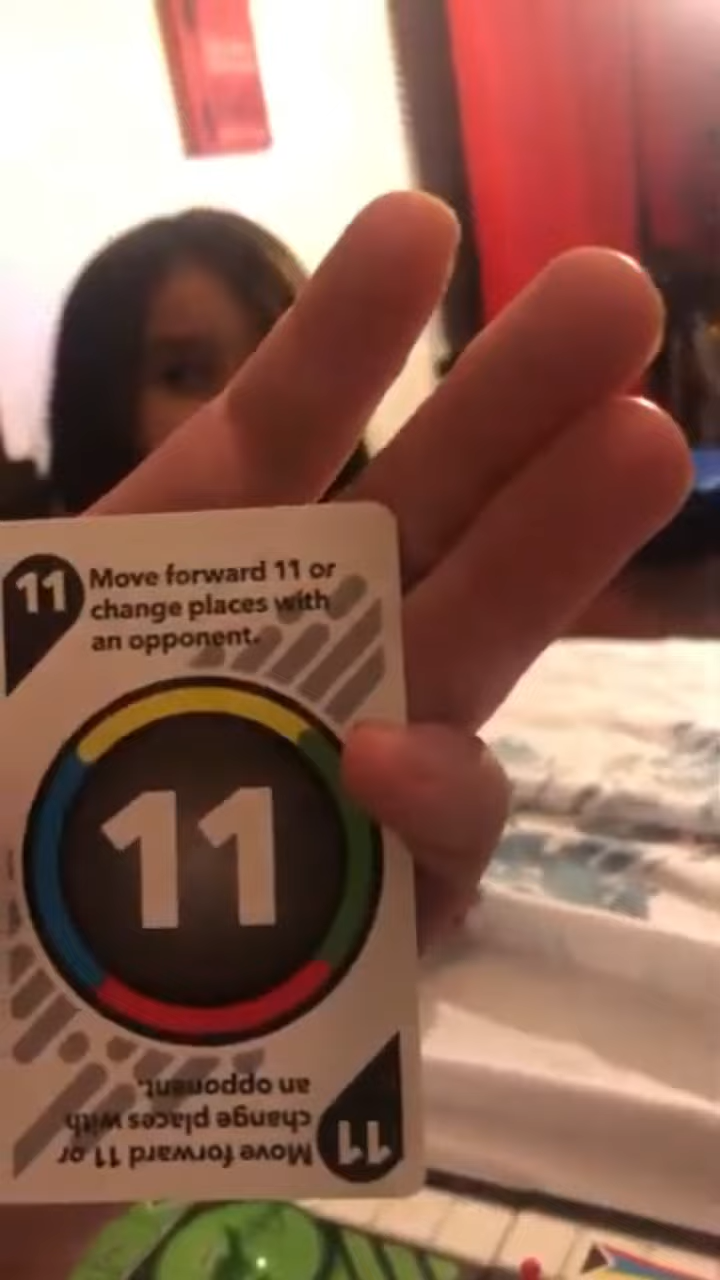 11
Move forward 11 or
change places with
an opponent.
11
11
Move forward 11 or
change places with
an opponent.